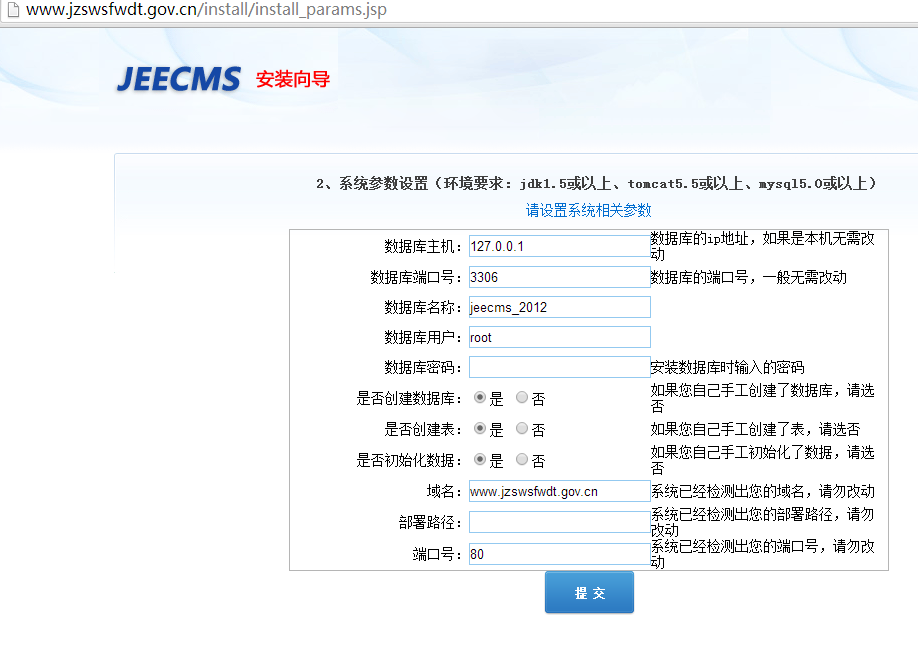 www.jzswsfwdt.gov.cn/install/install_params.jsp
JEECMS 安装向导
2、系统参数设置（环境要求：jdk1.5或以上、tomcat5.5或以上、mysql5.0或以上）
请设置系统相关参数
数据库主机： 127.0.0.1 数据库的ip地址，如果是本机无需改
动
数据库端口号： 3306 数据库的端口号，一般无需改动
数据库名称： jeecms_2012
数据库用户： root
数据库密码： 安装数据库时输入的密码
是否创建数据库： 是 否 如果您自己手工创建了数据库，请选
否
是否创建表： 是 否 如果您自己手工创建了表，请选否
是否初始化数据： 是 否 如果您自己手工初始化了数据，请选
否
域名： www.jzswsfwdt.gov.cn 系统已经检测出您的域名，请勿改动
部署路径： 系统已经检测出您的部署路径，请勿
改动
端口号： 80 系统已经检测出您的端口号，请勿改
动
提 交